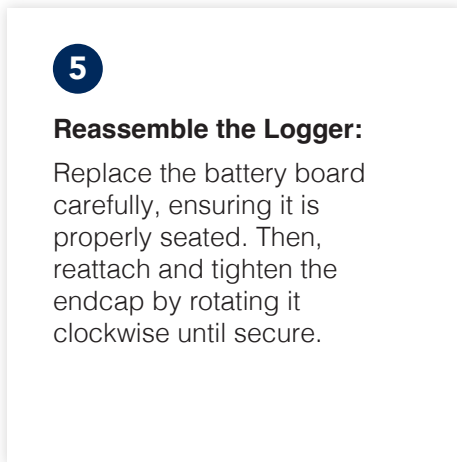 5
Reassemble the Logger:
Replace the battery board
carefully, ensuring it is
properly seated. Then,
reattach and tighten the
endcap by rotating it
clockwise until secure.